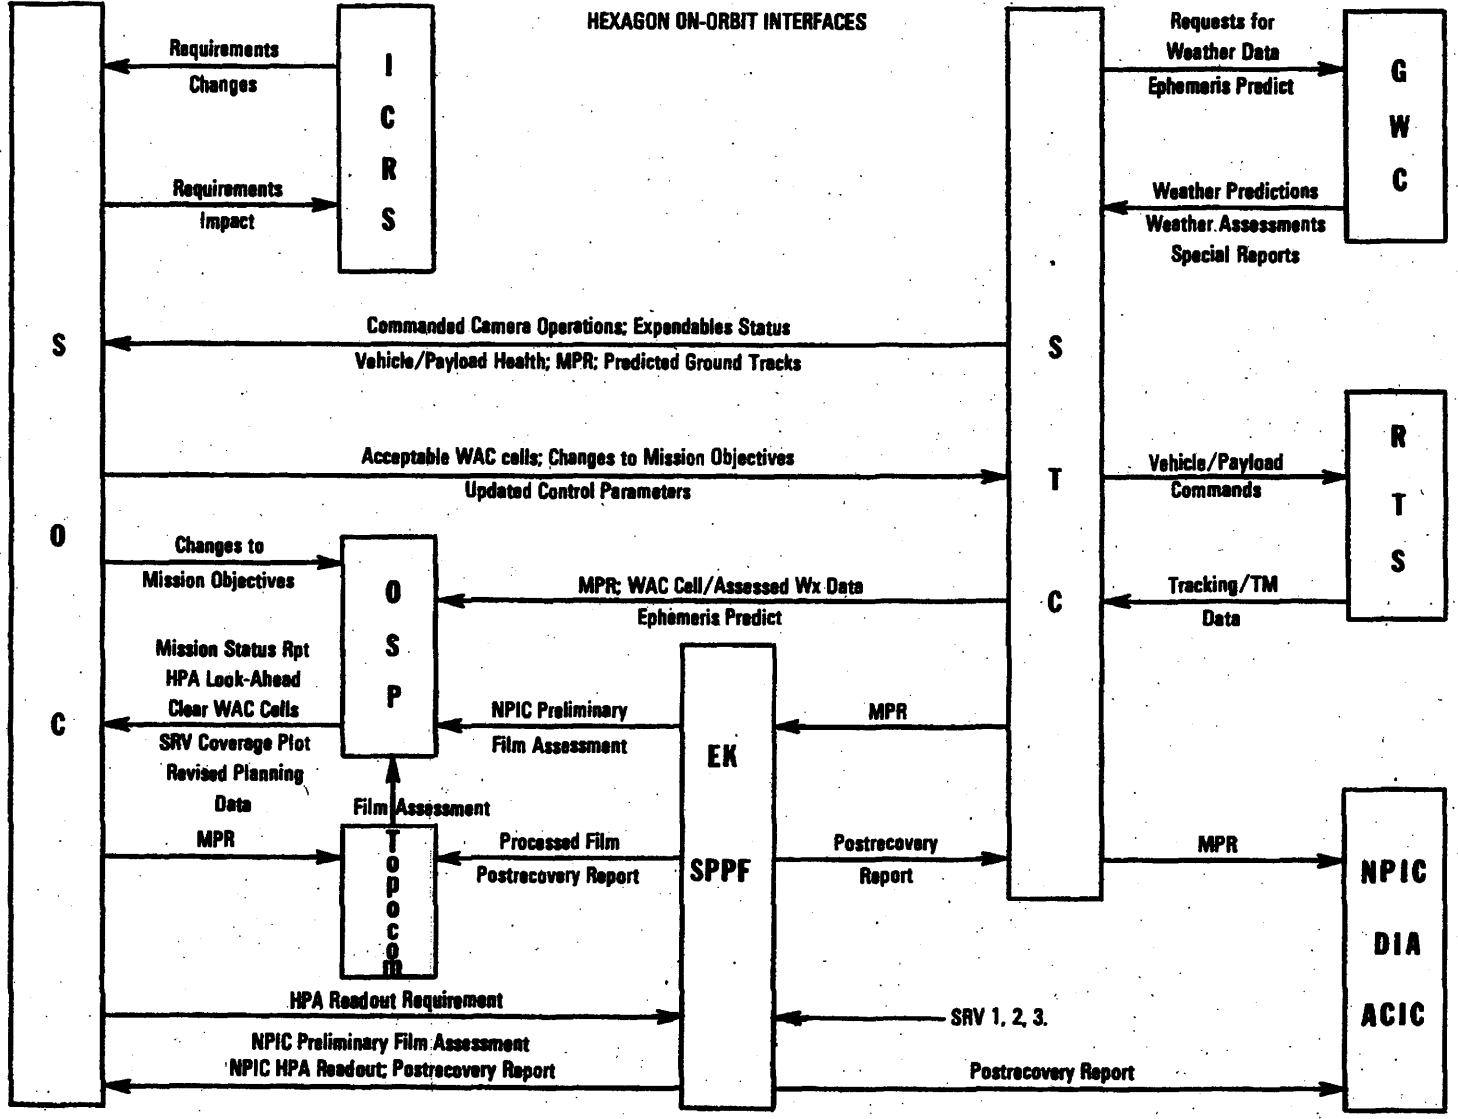 HEXAGON ON-ORBIT INTERFACES
Requirements
Changes
ICRS
Requirements
Impact
Requests for
Weather Data
Ephemeris Predict
GWC
Weather Predictions
Weather Assessments
Special Reports
SOC
Commanded Camera Operations; Expendables Status
Vehicle/Payload Health; MPR; Predicted Ground Tracks
STC
Acceptable WAC cells; Changes to Mission Objectives
Updated Control Parameters
Vehicle/Payload
Commands
RTS
Tracking/TM
Data
Changes to
Mission Objectives
OSP
MPR; WAC Cell/Assessed Wx Data
Ephemeris Predict
Mission Status Rpt
HPA Look-Ahead
Clear WAC Cells
SRV Coverage Plot
Revised Planning
Data
NPIC Preliminary
Film Assessment
EK
SPPF
MPR
Film Assessment
MPR
Topocom
Processed Film
Postrecovery Report
Postrecovery
Report
MPR
NPIC
DIA
ACIC
HPA Readout Requirement
SRV 1, 2, 3.
NPIC Preliminary Film Assessment
NPIC HPA Readout; Postrecovery Report
Postrecovery Report